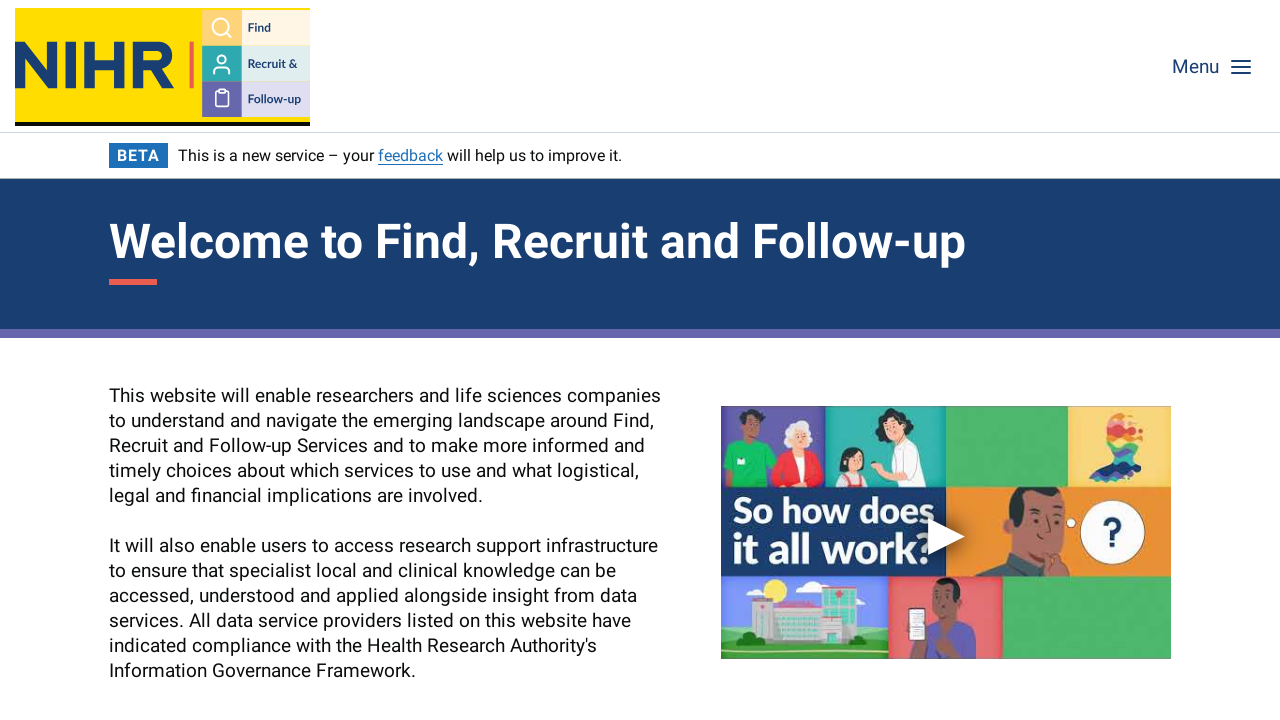 NIHR
Find
Recruit &
Follow-up
Menu
BETA
This is a new service – your feedback will help us to improve it.
Welcome to Find, Recruit and Follow-up
This website will enable researchers and life sciences companies
to understand and navigate the emerging landscape around Find,
Recruit and Follow-up Services and to make more informed and
timely choices about which services to use and what logistical,
legal and financial implications are involved.
It will also enable users to access research support infrastructure
to ensure that specialist local and clinical knowledge can be
accessed, understood and applied alongside insight from data
services. All data service providers listed on this website have
indicated compliance with the Health Research Authority's
Information Governance Framework.
So how does
it all work?
?